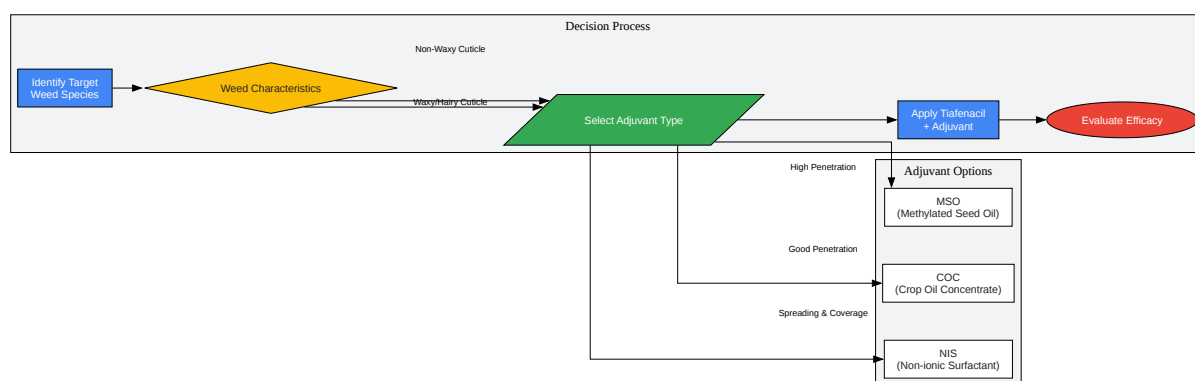 Decision Process
Non-Waxy Cuticle
Identify Target
Weed Species
Weed Characteristics
Waxy/Hairy Cuticle
Select Adjuvant Type
Apply Tiafenacil
+ Adjuvant
Evaluate Efficacy
High Penetration
Adjuvant Options
MSO
(Methylated Seed Oil)
Good Penetration
COC
(Crop Oil Concentrate)
Spreading & Coverage
NIS
(Non-ionic Surfactant)